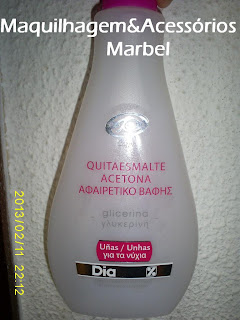 Maquilhagem&Acessórios
Marbel
QUITAESMALTE
ACETONA
ΑΦΑΙΡΕΤΙΚΟ ΒΑΦΗΣ
glicerina
γλυκερίνη
Uñas / Unhas
για τα νύχια
Dia %
2013/02/11 22:12